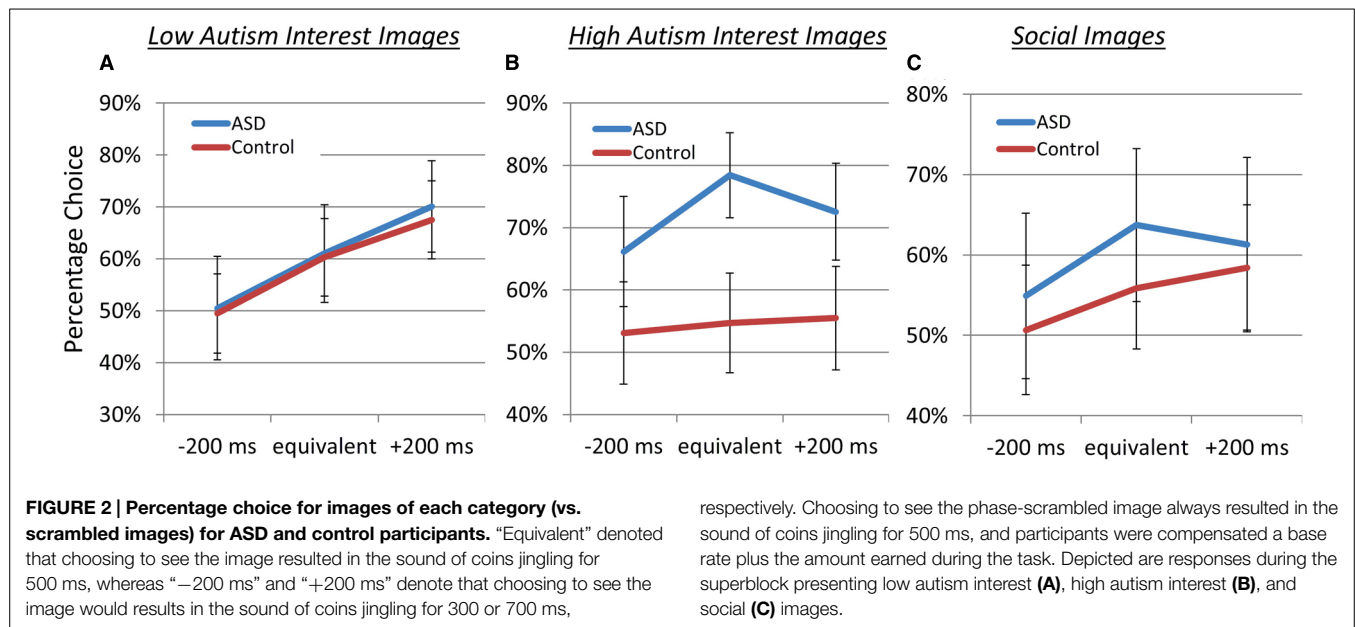 Low Autism Interest Images
High Autism Interest Images
Social Images
A
B
C
Percentage Choice
90%
80%
70%
60%
50%
40%
30%
ASD
Control
-200 ms equivalent +200 ms
90%
80%
70%
60%
50%
40%
ASD
Control
-200 ms equivalent +200 ms
80%
70%
60%
50%
40%
ASD
Control
-200 ms equivalent +200 ms
FIGURE 2 | Percentage choice for images of each category (vs.
scrambled images) for ASD and control participants. “Equivalent” denoted
that choosing to see the image resulted in the sound of coins jingling for
500 ms, whereas “−200 ms” and “+200 ms” denote that choosing to see the
image would results in the sound of coins jingling for 300 or 700 ms,
respectively. Choosing to see the phase-scrambled image always resulted in the
sound of coins jingling for 500 ms, and participants were compensated a base
rate plus the amount earned during the task. Depicted are responses during the
superblock presenting low autism interest (A), high autism interest (B), and
social (C) images.